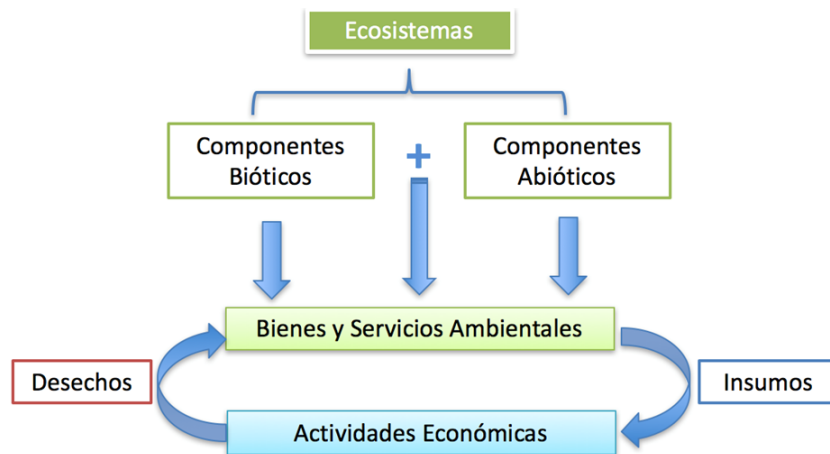 Ecosistemas
Componentes
Bióticos
+
Componentes
Abióticos
Bienes y Servicios Ambientales
Desechos
Insumos
Actividades Económicas